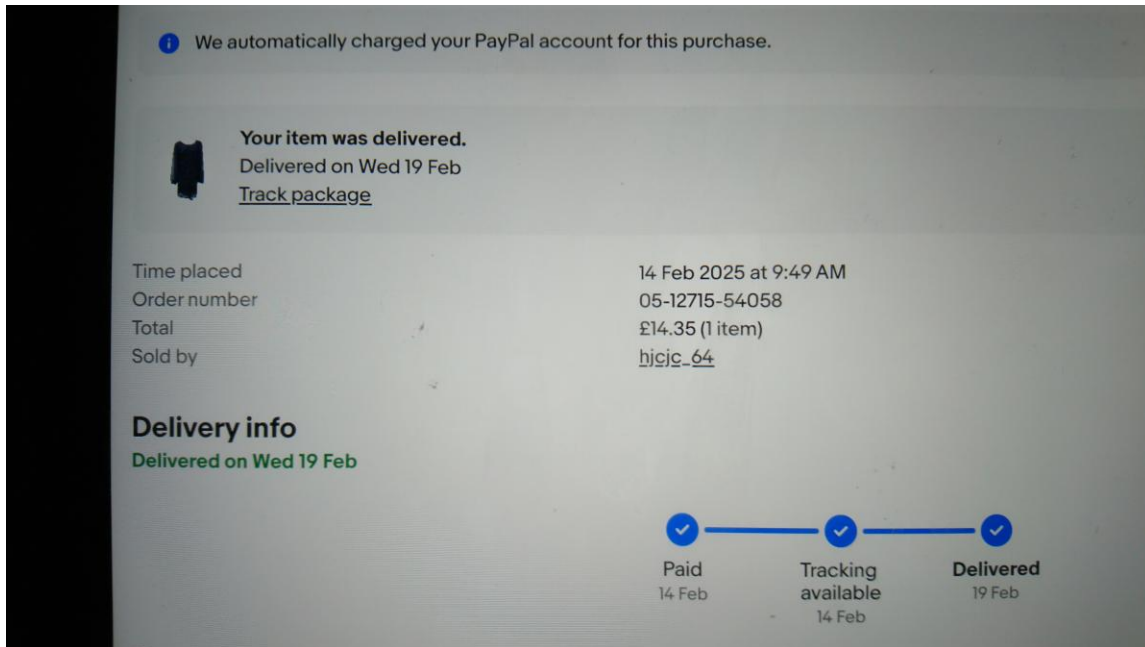 We automatically charged your PayPal account for this purchase.
Your item was delivered.
Delivered on Wed 19 Feb
Track package
Time placed 14 Feb 2025 at 9:49 AM
Order number 05-12715-54058
Total £14.35 (1 item)
Sold by hjcjc_64
Delivery info
Delivered on Wed 19 Feb
Paid Tracking Delivered
14 Feb available 19 Feb
14 Feb